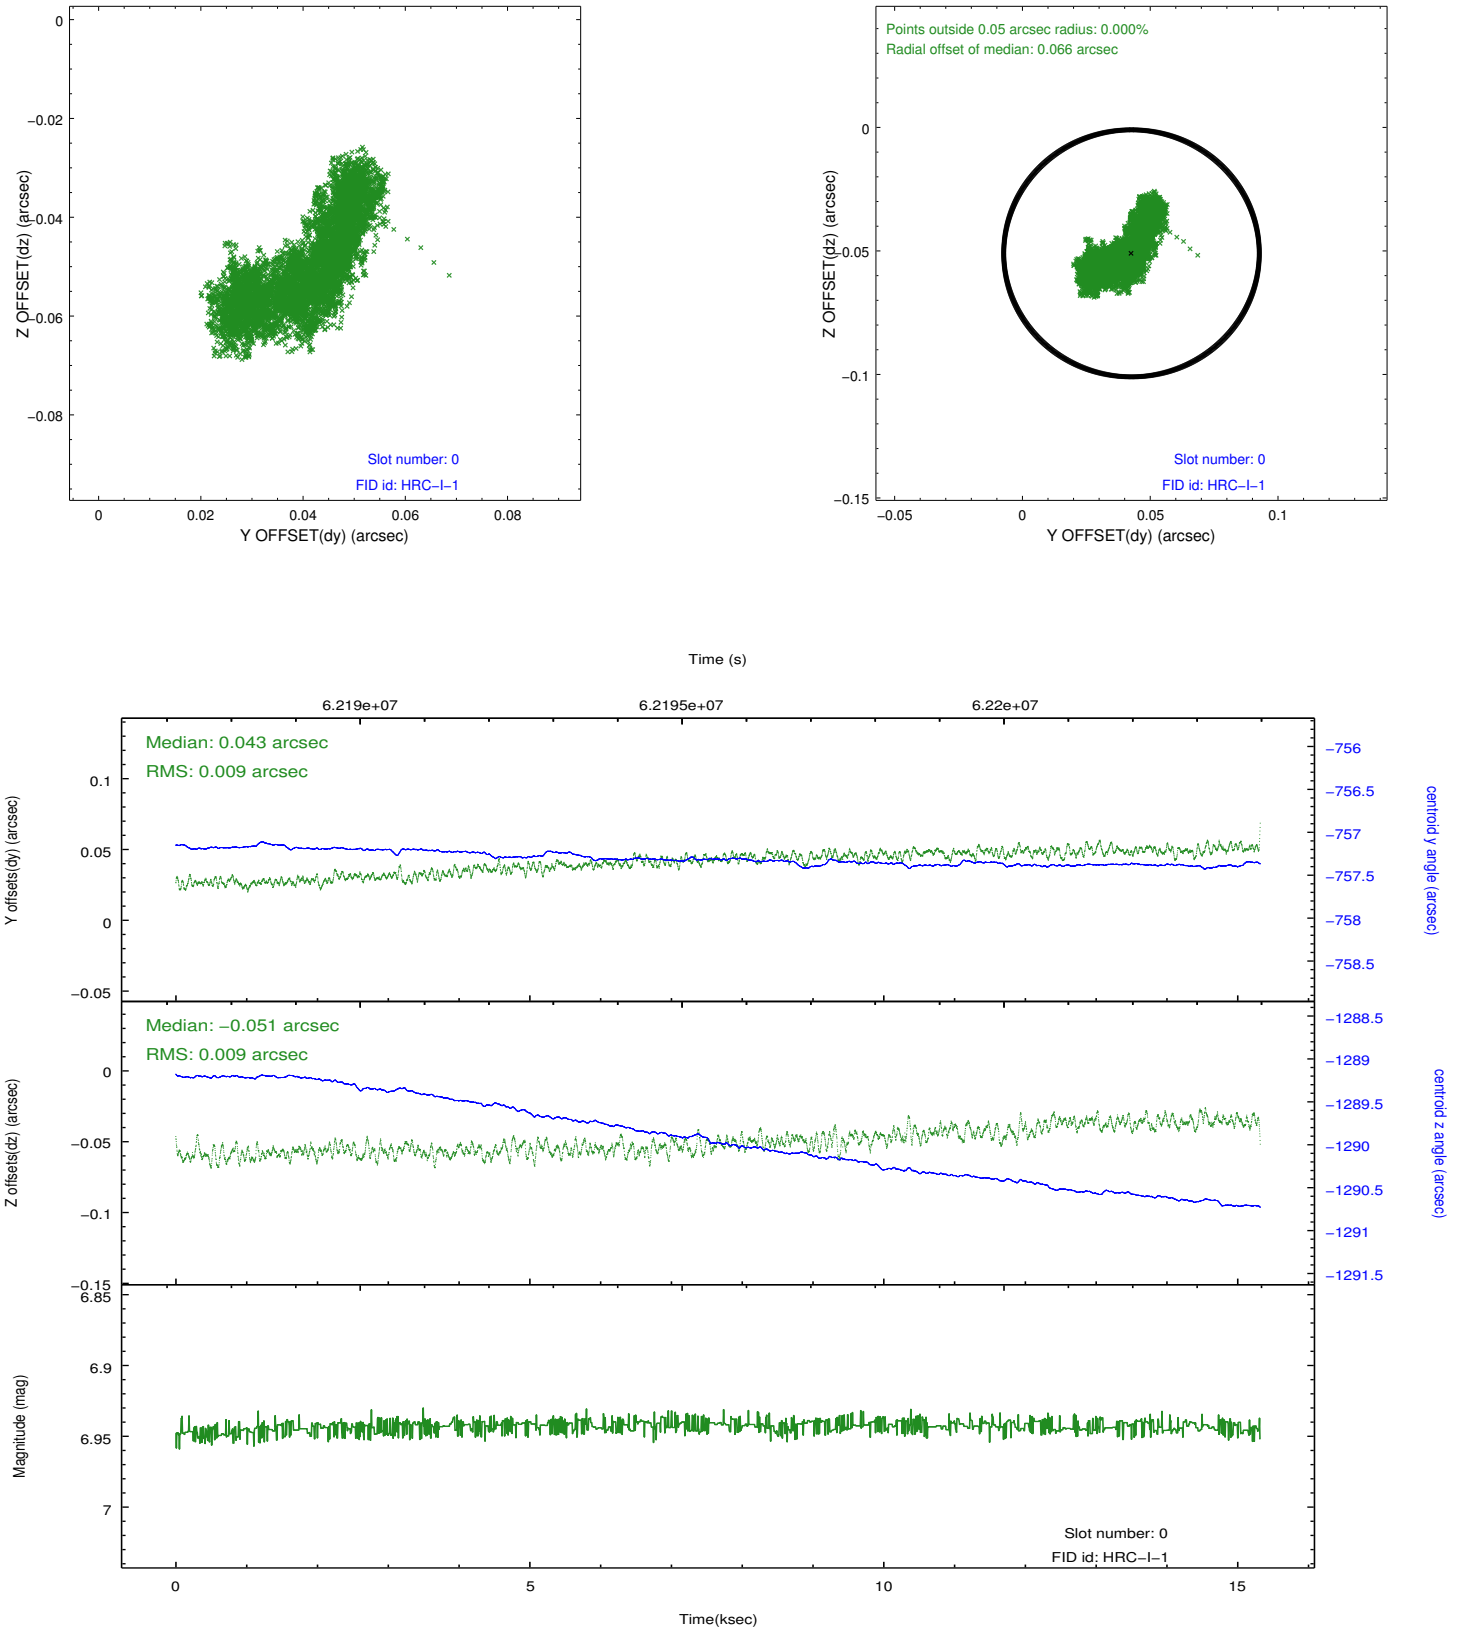 0
−0.02
−0.04
−0.06
−0.08
Z OFFSET(dz) (arcsec)
Slot number: 0
FID id: HRC−I−1
0 0.02 0.04 0.06 0.08
Y OFFSET(dy) (arcsec)
Points outside 0.05 arcsec radius: 0.000%
Radial offset of median: 0.066 arcsec
0
−0.05
−0.1
−0.15
Z OFFSET(dz) (arcsec)
Slot number: 0
FID id: HRC−I−1
−0.05 0 0.05 0.1
Y OFFSET(dy) (arcsec)
Time (s)
6.219e+07 6.2195e+07 6.22e+07
Median: 0.043 arcsec
RMS: 0.009 arcsec
0.1
0.05
0
−0.05
Y offsets(dy) (arcsec)
−756
−756.5
−757
−757.5
−758
−758.5
centroid y angle (arcsec)
Median: −0.051 arcsec
RMS: 0.009 arcsec
0
−0.05
−0.1
−0.15
Z offsets(dz) (arcsec)
−1288.5
−1289
−1289.5
−1290
−1290.5
−1291
−1291.5
centroid z angle (arcsec)
6.85
6.9
6.95
7
Magnitude (mag)
Slot number: 0
FID id: HRC−I−1
0 5 10 15
Time(ksec)